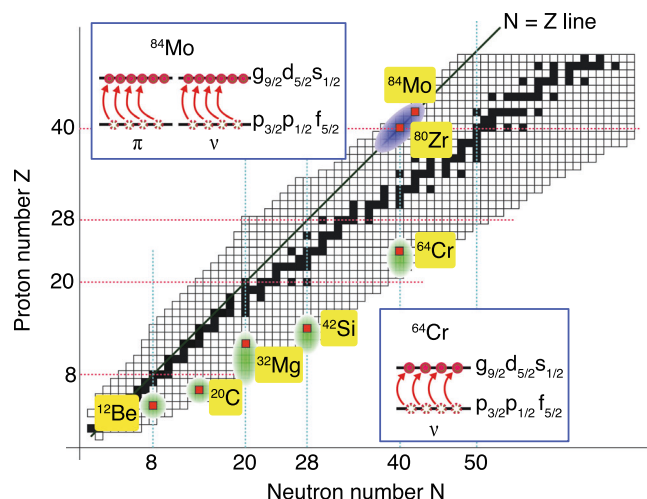 N = Z line
⁸⁴Mo
g₉/₂d₅/₂s₁/₂
p₃/₂p₁/₂f₅/₂
π ν
⁸⁴Mo
⁸⁰Zr
⁶⁴Cr
⁴²Si
³²Mg
²⁰C
¹²Be
⁶⁴Cr
g₉/₂d₅/₂s₁/₂
p₃/₂p₁/₂f₅/₂
ν
Proton number Z
40
28
20
8
8 20 28 40 50
Neutron number N